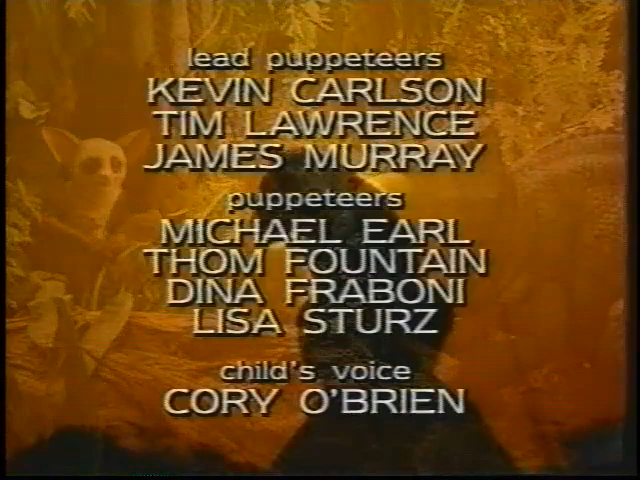 lead puppeteers
KEVIN CARLSON
TIM LAWRENCE
JAMES MURRAY
puppeteers
MICHAEL EARL
THOM FOUNTAIN
DINA FRABONI
LISA STURZ
child's voice
CORY O'BRIEN